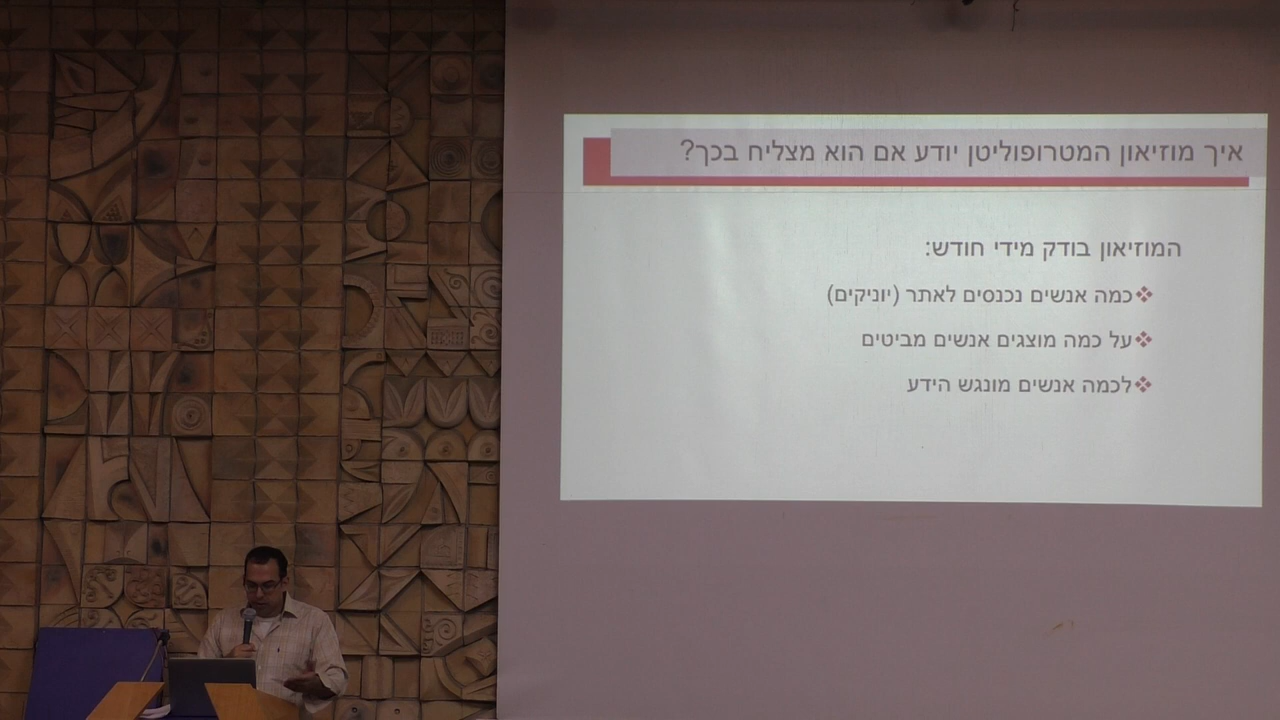 איך מוזיאון המטרופוליטן יודע אם הוא מצליח בכך?
המוזיאון בודק מידי חודש:
❖כמה אנשים נכנסים לאתר (יוניקים)
❖על כמה מוצגים אנשים מביטים
❖לכמה אנשים מונגש הידע